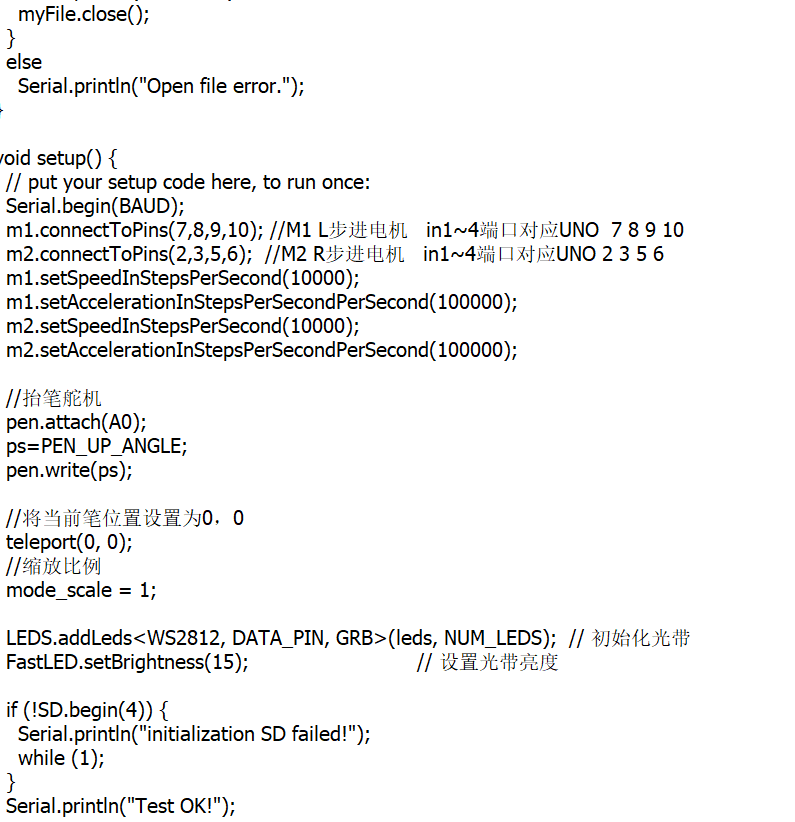 myFile.close();
}
else
Serial.println("Open file error.");
}
void setup() {
// put your setup code here, to run once:
Serial.begin(BAUD);
m1.connectToPins(7,8,9,10); //M1 L步进电机 in1~4端口对应UNO 7 8 9 10
m2.connectToPins(2,3,5,6); //M2 R步进电机 in1~4端口对应UNO 2 3 5 6
m1.setSpeedInStepsPerSecond(10000);
m1.setAccelerationInStepsPerSecondPerSecond(100000);
m2.setSpeedInStepsPerSecond(10000);
m2.setAccelerationInStepsPerSecondPerSecond(100000);
//抬笔舵机
pen.attach(A0);
ps=PEN_UP_ANGLE;
pen.write(ps);
//将当前笔位置设置为0，0
teleport(0, 0);
//缩放比例
mode_scale = 1;
LEDS.addLeds<WS2812, DATA_PIN, GRB>(leds, NUM_LEDS); // 初始化光带
FastLED.setBrightness(15); // 设置光带亮度
if (!SD.begin(4)) {
Serial.println("initialization SD failed!");
while (1);
}
Serial.println("Test OK!");